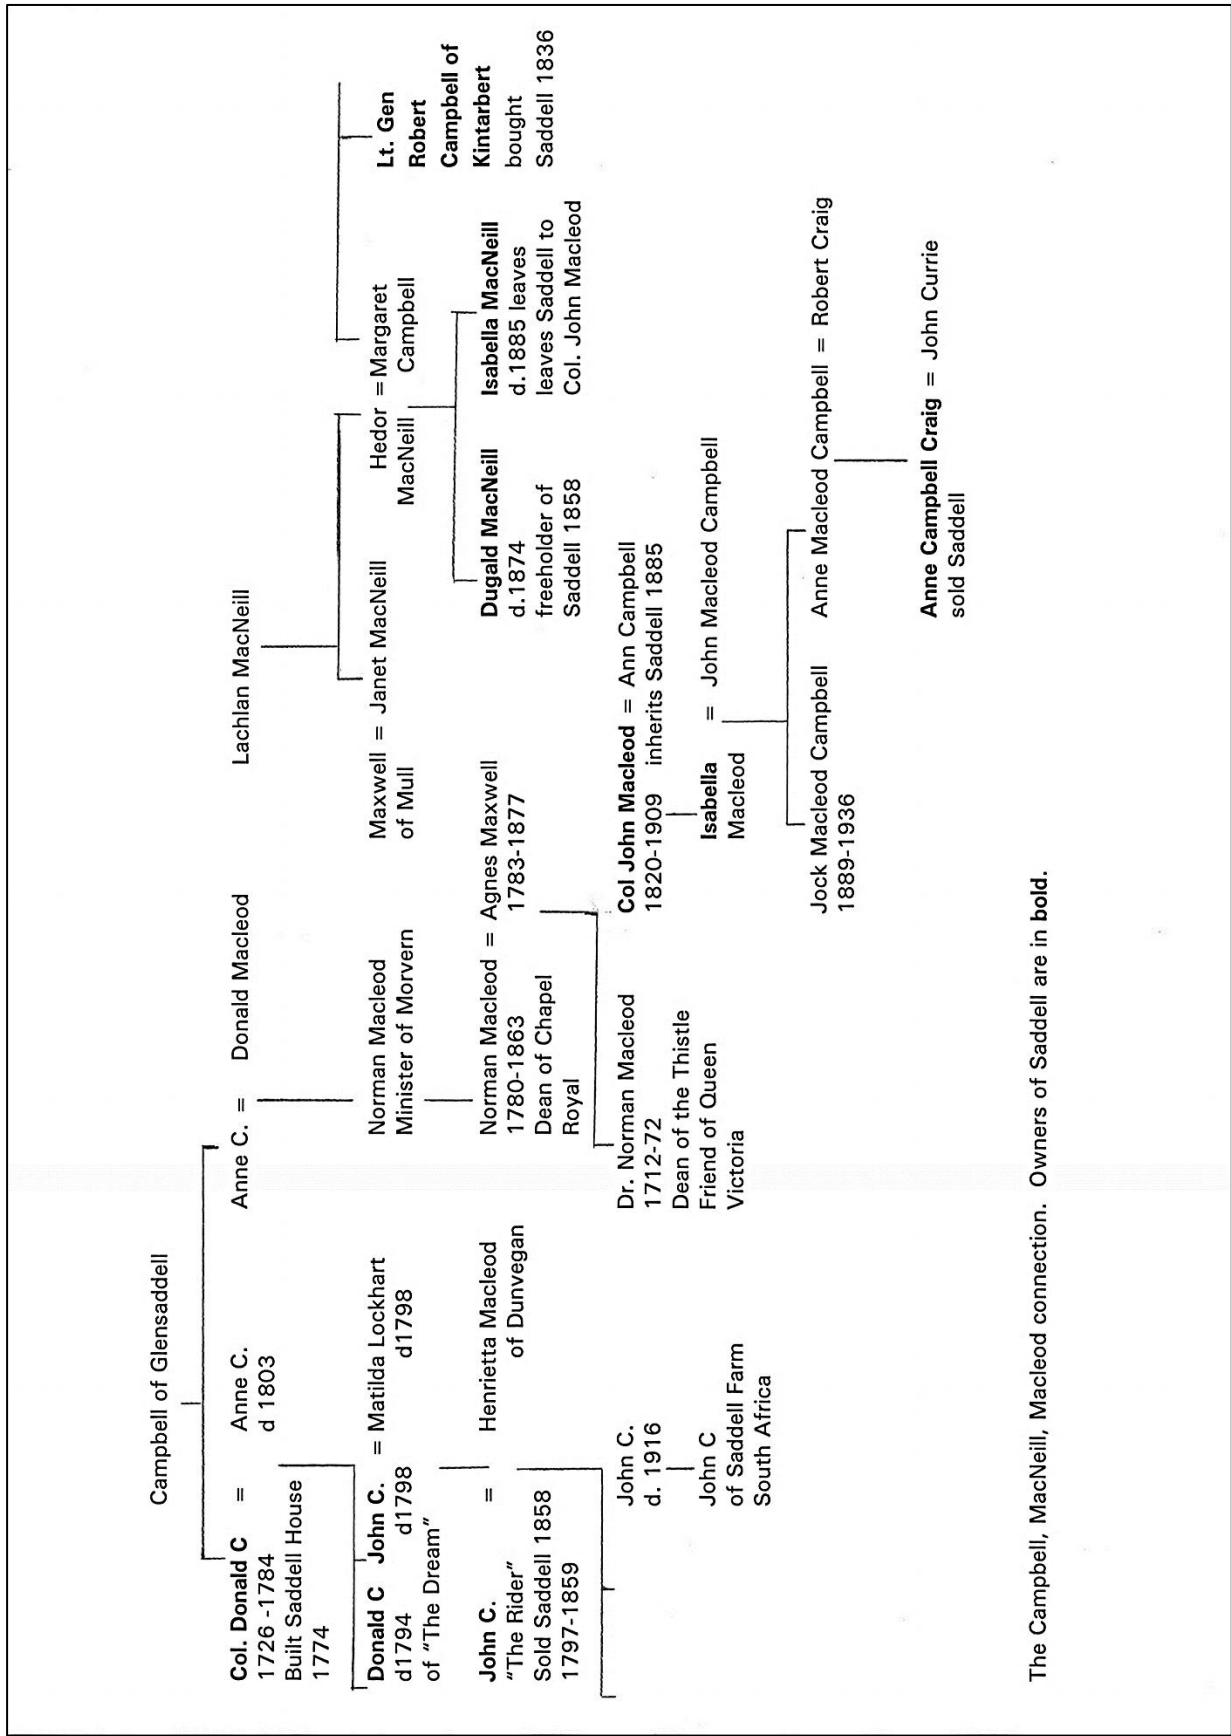 Campbell of Glensaddell
Lachlan MacNeill
Col. Donald C = Anne C.
1726 -1784 d 1803
Built Saddell House
1774
Anne C. = Donald Macleod
Donald C John C. = Matilda Lockhart
d1794 d1798 d1798
of "The Dream"
Norman Macleod
Minister of Morvern
Maxwell = Janet MacNeill
of Mull
Hedor = Margaret
MacNeill Campbell
Lt. Gen
Robert
Campbell of
Kintarbert
bought
Saddell 1836
John C. = Henrietta Macleod
"The Rider" of Dunvegan
Sold Saddell 1858
1797-1859
Norman Macleod = Agnes Maxwell
1780-1863 1783-1877
Dean of Chapel
Royal
Dugald MacNeill
d.1874
freeholder of
Saddell 1858
Isabella MacNeill
d.1885 leaves
leaves Saddell to
Col. John Macleod
John C.
d. 1916
Dr. Norman Macleod
1712-72
Dean of the Thistle
Friend of Queen
Victoria
Col John Macleod = Ann Campbell
1820-1909 inherits Saddell 1885
John C
of Saddell Farm
South Africa
Isabella = John Macleod Campbell
Macleod
Jock Macleod Campbell
1889-1936
Anne Macleod Campbell = Robert Craig
Anne Campbell Craig = John Currie
sold Saddell
The Campbell, MacNeill, Macleod connection. Owners of Saddell are in bold.